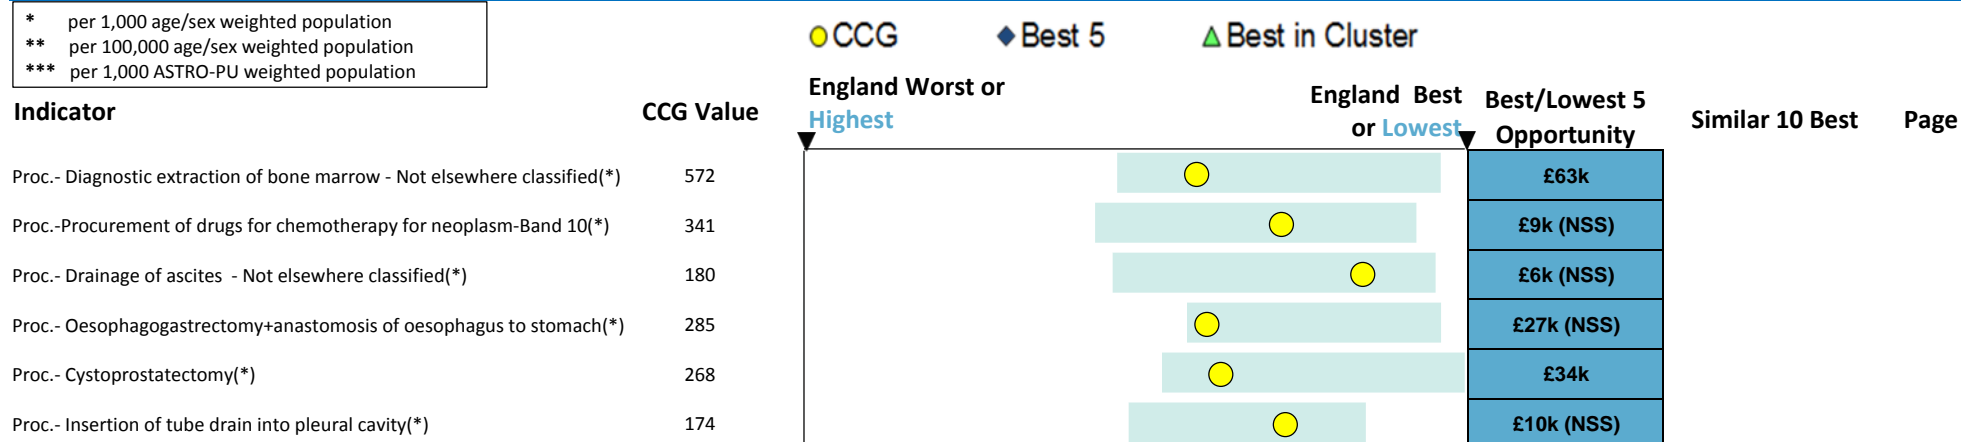 * per 1,000 age/sex weighted population
** per 100,000 age/sex weighted population
*** per 1,000 ASTRO-PU weighted population
CCG Best 5 Best in Cluster
Indicator CCG Value England Worst or Highest England Best or Lowest Best/Lowest 5 Opportunity Similar 10 Best Page
Proc.- Diagnostic extraction of bone marrow - Not elsewhere classified(*) 572 £63k
Proc.-Procurement of drugs for chemotherapy for neoplasm-Band 10(*) 341 £9k (NSS)
Proc.- Drainage of ascites - Not elsewhere classified(*) 180 £6k (NSS)
Proc.- Oesophagogastrectomy+anastomosis of oesophagus to stomach(*) 285 £27k (NSS)
Proc.- Cystoprostatectomy(*) 268 £34k
Proc.- Insertion of tube drain into pleural cavity(*) 174 £10k (NSS)